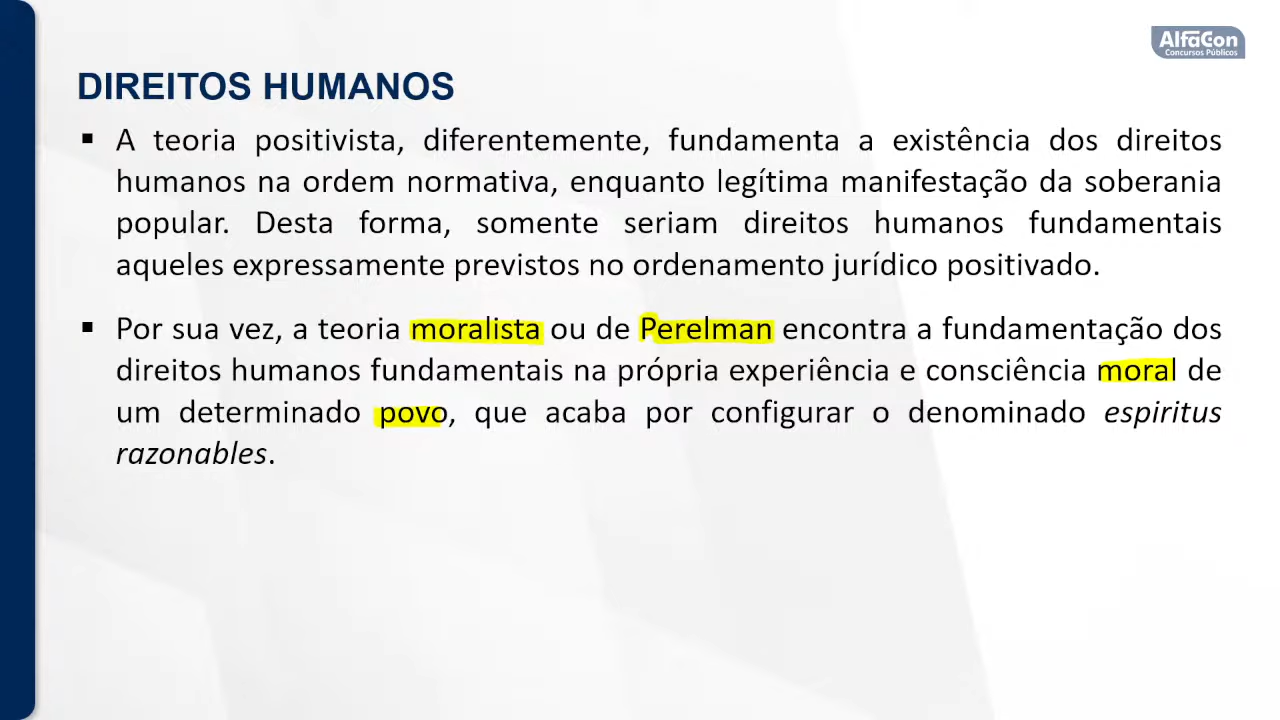 AlfaCon
Concursos Públicos
DIREITOS HUMANOS
▪ A teoria positivista, diferentemente, fundamenta a existência dos direitos
humanos na ordem normativa, enquanto legítima manifestação da soberania
popular. Desta forma, somente seriam direitos humanos fundamentais
aqueles expressamente previstos no ordenamento jurídico positivado.
▪ Por sua vez, a teoria moralista ou de Perelman encontra a fundamentação dos
direitos humanos fundamentais na própria experiência e consciência moral de
um determinado povo, que acaba por configurar o denominado espiritus
razonables.